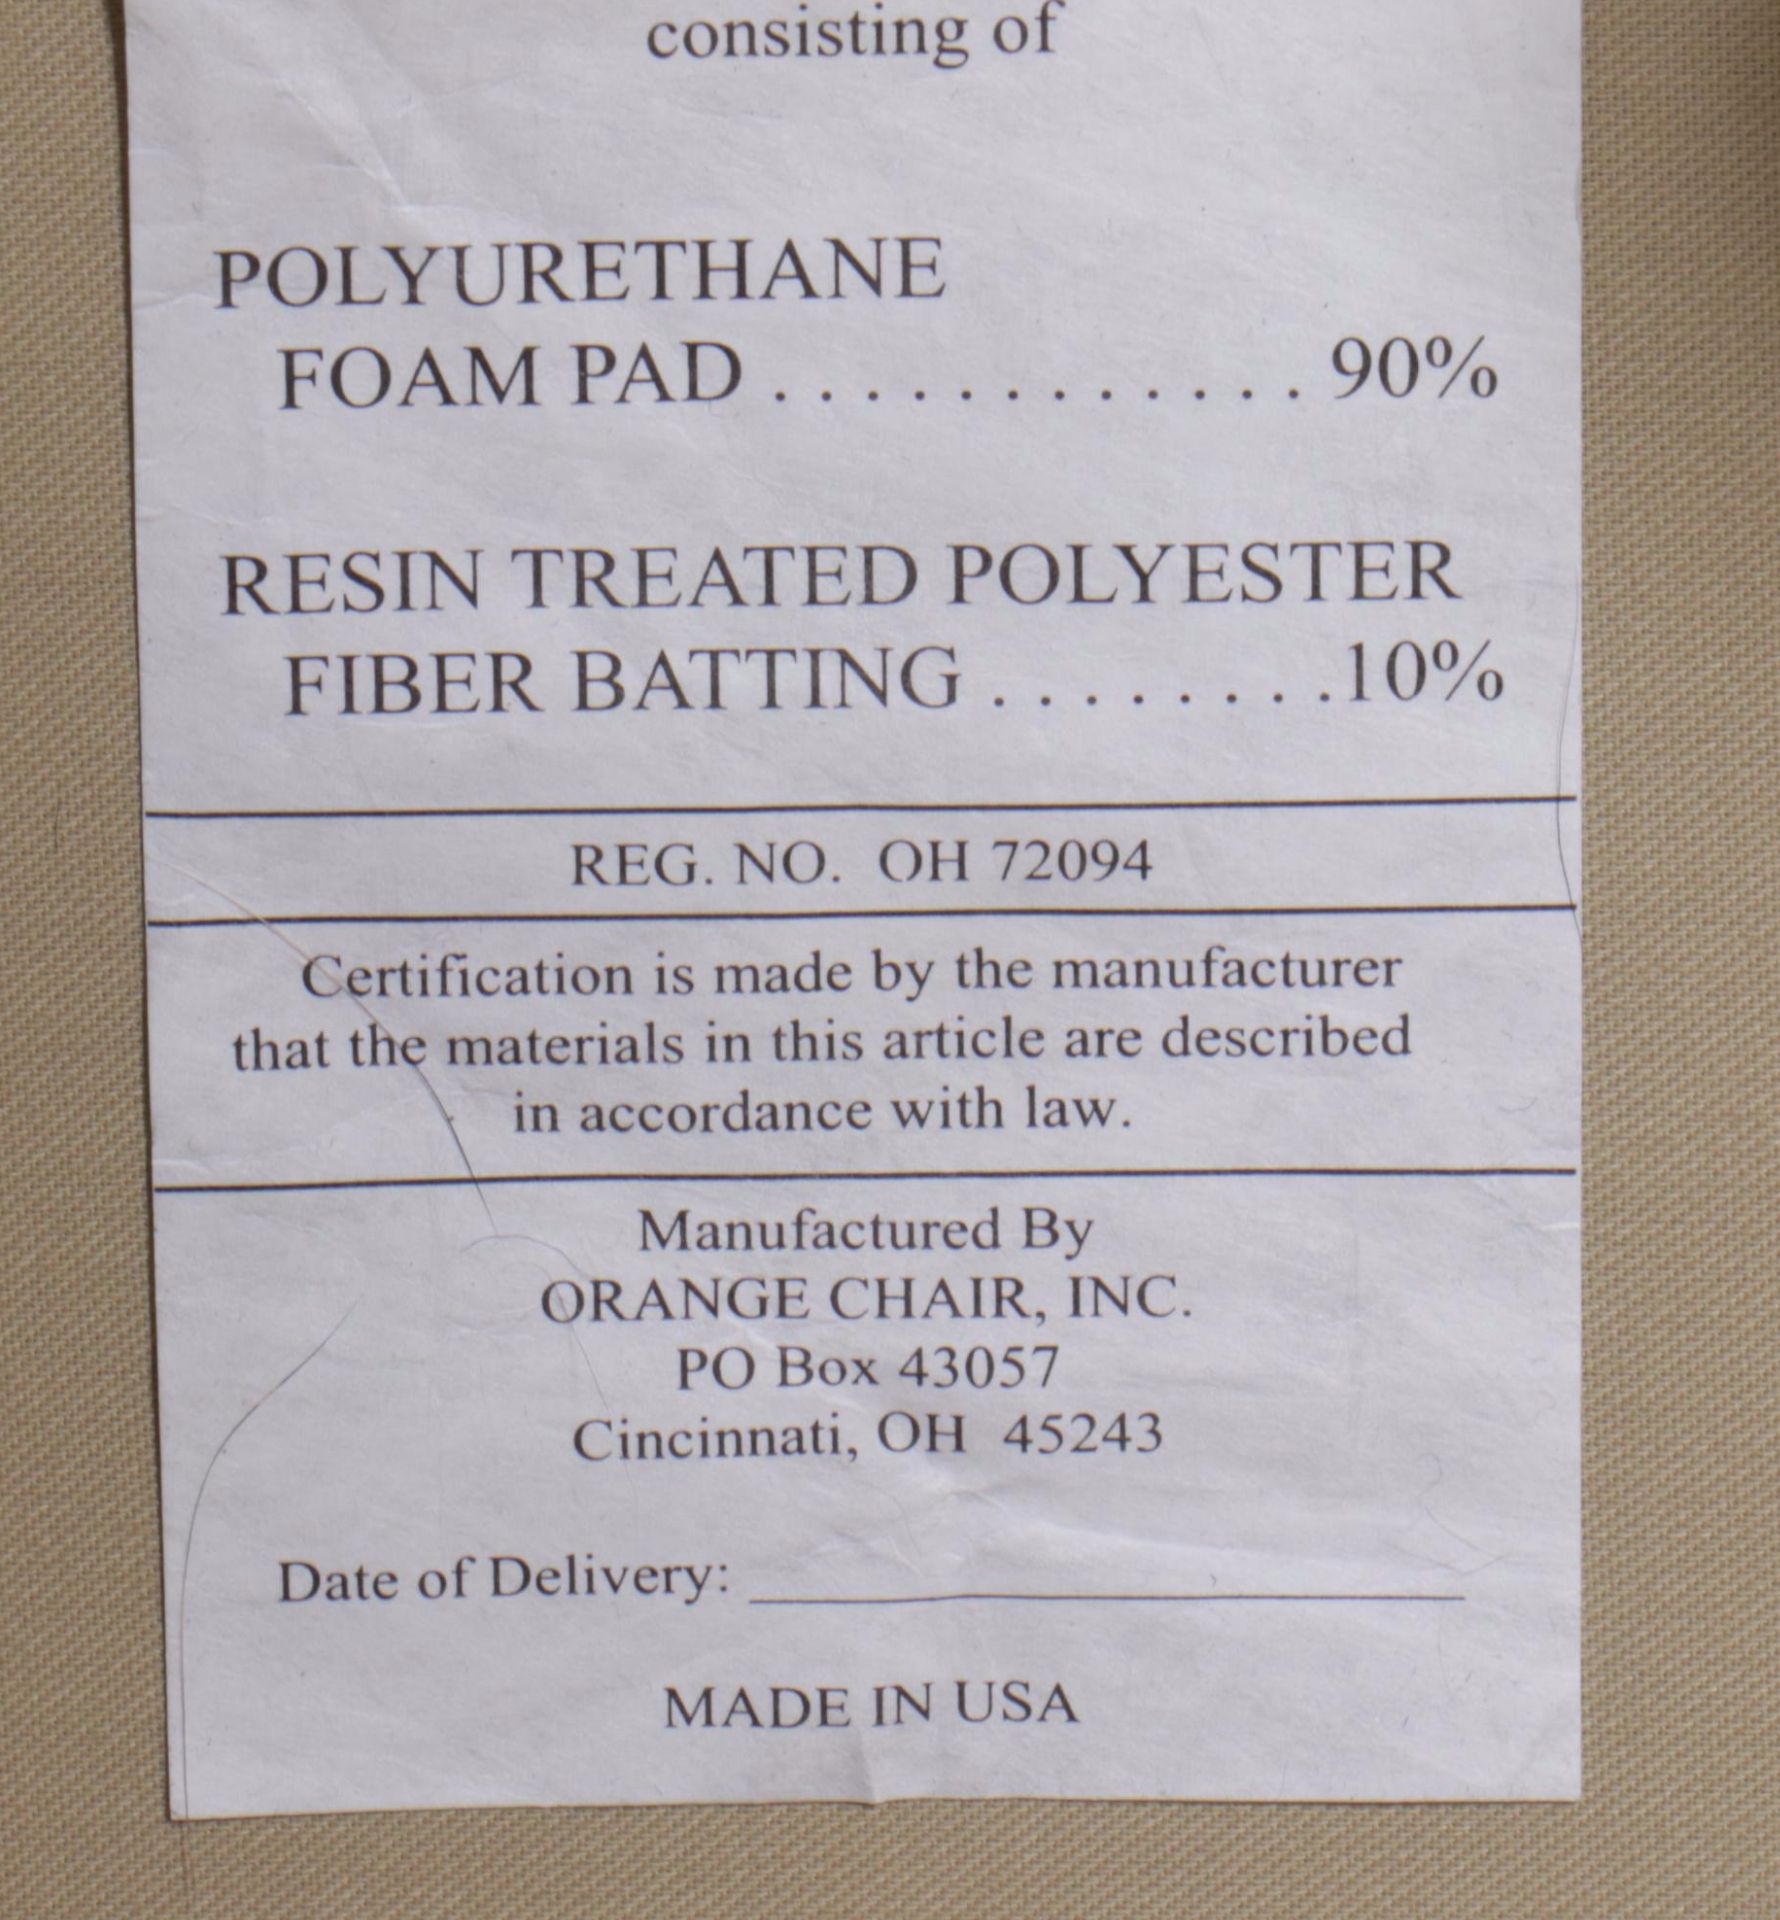 consisting of
POLYURETHANE
FOAM PAD . . . . . . . . . . . . 90%
RESIN TREATED POLYESTER
FIBER BATTING . . . . . . . .10%
REG. NO. OH 72094
Certification is made by the manufacturer
that the materials in this article are described
in accordance with law.
Manufactured By
ORANGE CHAIR, INC.
PO Box 43057
Cincinnati, OH 45243
Date of Delivery: ____________________
MADE IN USA